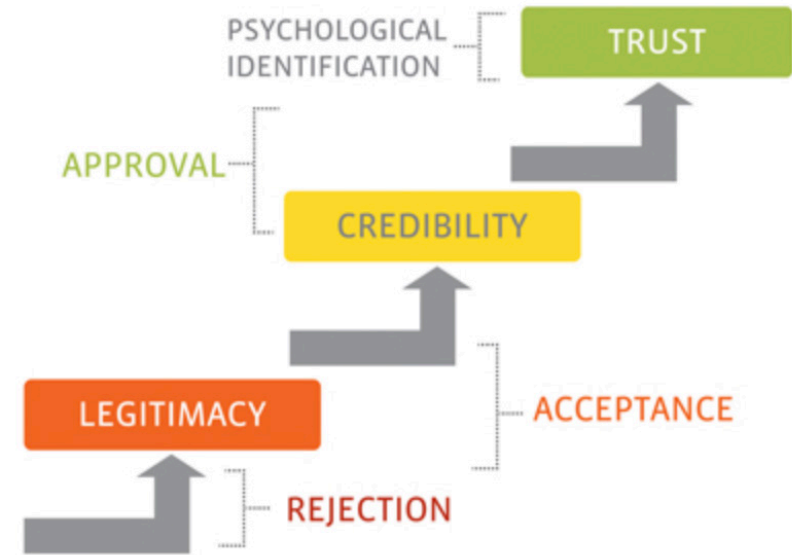 PSYCHOLOGICAL
IDENTIFICATION
TRUST
APPROVAL
CREDIBILITY
LEGITIMACY
ACCEPTANCE
REJECTION